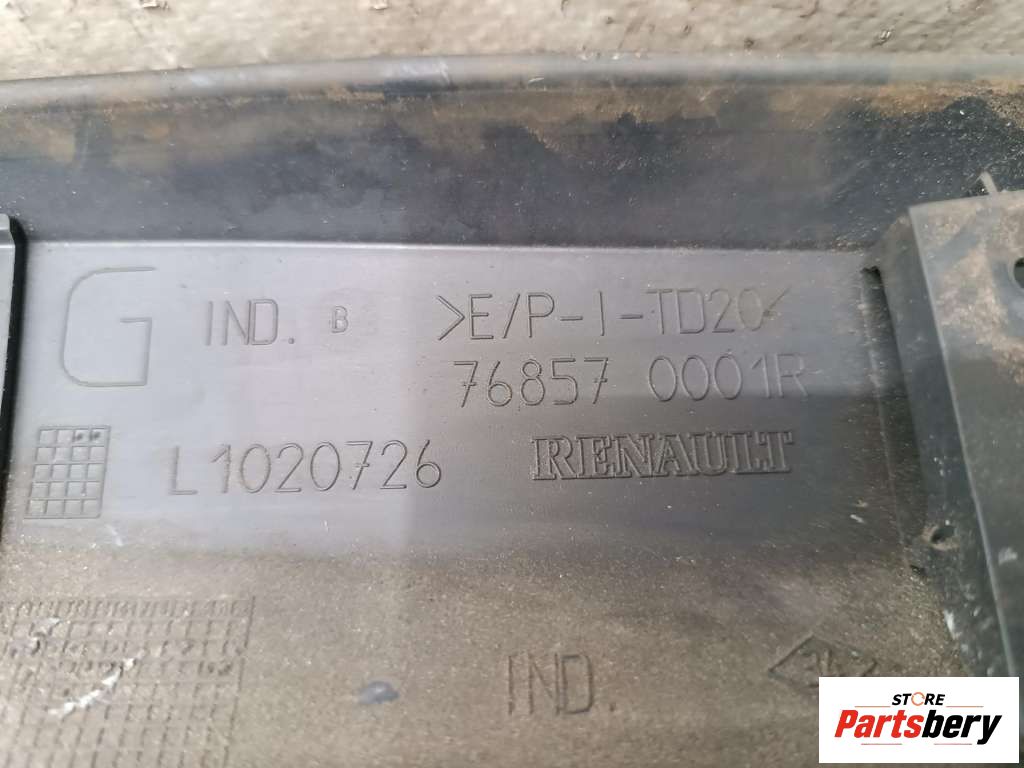 G IND. B >E/P-I-TD20<
76857 0001R
L1020726 RENAULT
IND.
STORE
Partsbery